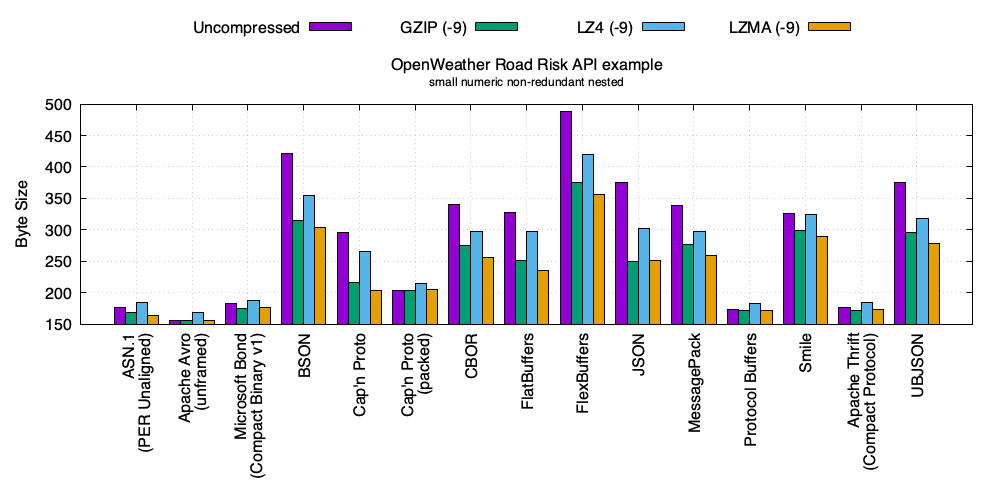 Uncompressed GZIP (-9) LZ4 (-9) LZMA (-9)
OpenWeather Road Risk API example
small numeric non-redundant nested
Byte Size
500
450
400
350
300
250
200
150
ASN.1
(PER Unaligned)
Apache Avro
(unframed)
Microsoft Bond
(Compact Binary v1)
BSON
Cap'n Proto
Cap'n Proto
(packed)
CBOR
FlatBuffers
FlexBuffers
JSON
MessagePack
Protocol Buffers
Smile
Apache Thrift
(Compact Protocol)
UBJSON